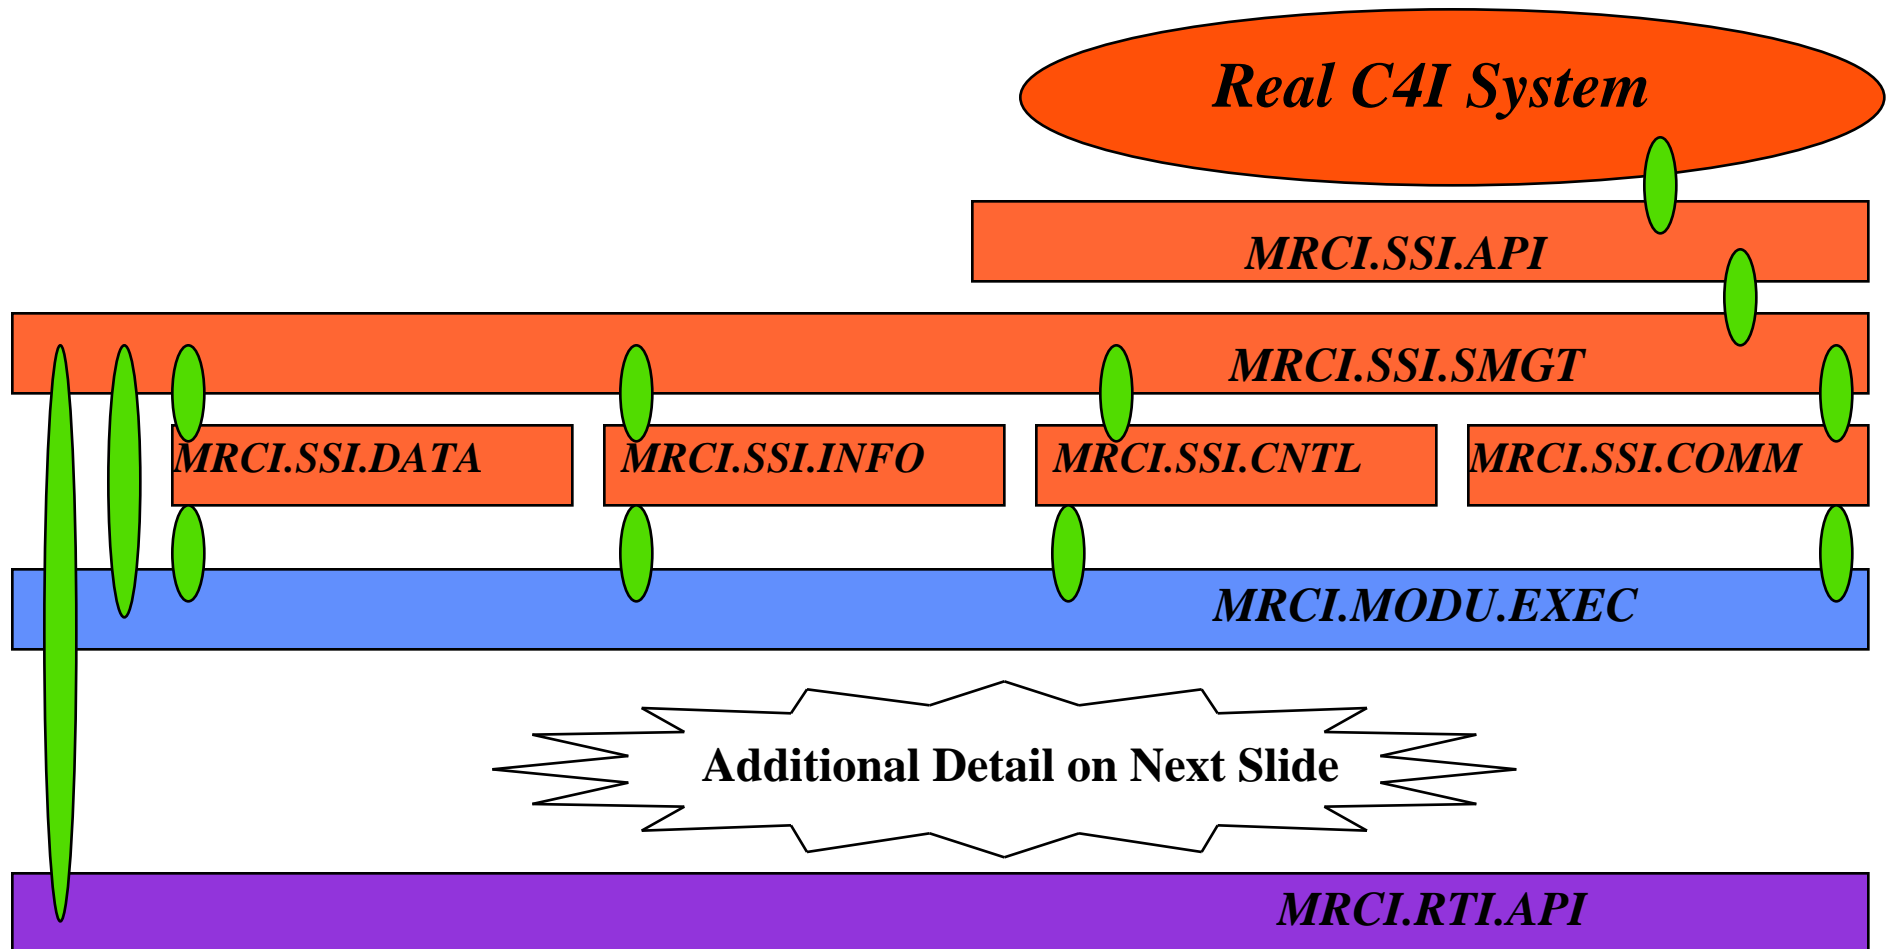 Real C4I System
MRCI.SSI.API
MRCI.SSI.SMGT
MRCI.SSI.DATA
MRCI.SSI.INFO
MRCI.SSI.CNTL
MRCI.SSI.COMM
MRCI.MODU.EXEC
Additional Detail on Next Slide
MRCI.RTI.API